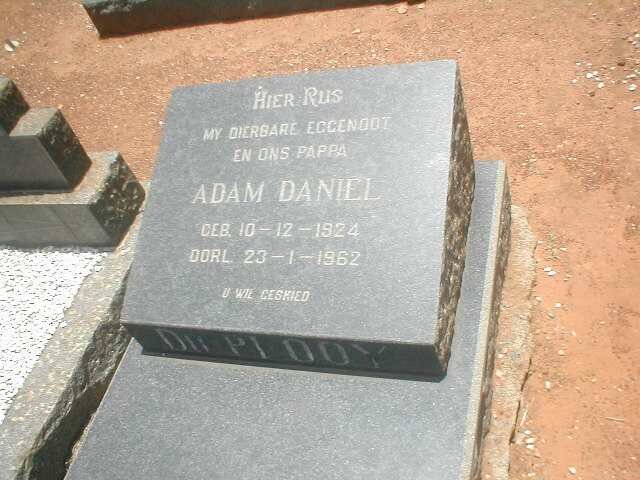 HIER RUS
MY DIERBARE EGGENOOT
EN ONS PAPPA
ADAM DANIEL
GEB. 10-12-1924
OORL. 23-1-1962
U WIL GESKIED
DU PLOOY